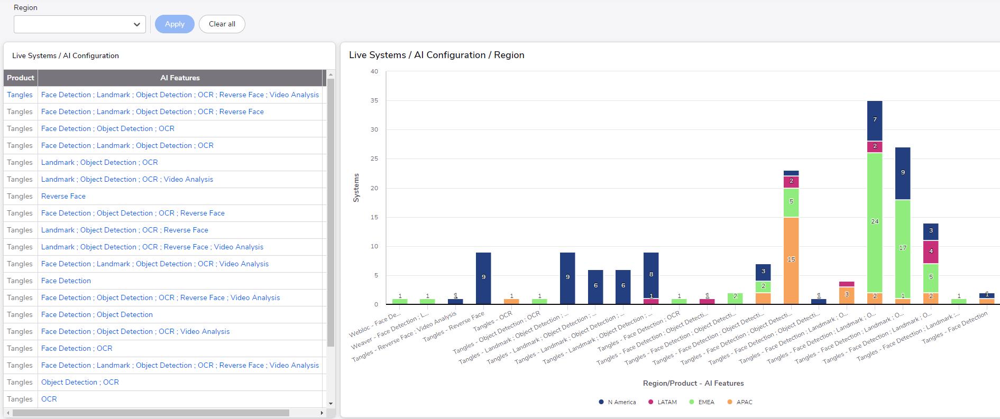 Region
Apply
Clear all
Live Systems / AI Configuration
Product AI Features
Tangles Face Detection ; Landmark ; Object Detection ; OCR ; Reverse Face ; Video Analysis
Tangles Face Detection ; Landmark ; Object Detection ; OCR ; Reverse Face
Tangles Face Detection ; Object Detection ; OCR
Tangles Face Detection ; Landmark ; Object Detection ; OCR
Tangles Landmark ; Object Detection ; OCR
Tangles Landmark ; Object Detection ; OCR ; Video Analysis
Tangles Reverse Face
Tangles Face Detection ; Object Detection ; OCR ; Reverse Face
Tangles Landmark ; Object Detection ; OCR ; Reverse Face
Tangles Landmark ; Object Detection ; OCR ; Reverse Face ; Video Analysis
Tangles Face Detection ; Landmark ; Object Detection ; OCR ; Video Analysis
Tangles Face Detection
Tangles Face Detection ; Object Detection ; OCR ; Reverse Face ; Video Analysis
Tangles Face Detection ; Object Detection
Tangles Face Detection ; Object Detection ; OCR ; Video Analysis
Tangles Face Detection ; OCR
Tangles Face Detection ; Landmark ; Object Detection ; OCR ; Reverse Face ; Video Analysis
Tangles Object Detection ; OCR
Tangles OCR
Live Systems / AI Configuration / Region
Systems
40
35
30
25
20
15
10
5
0
1
1
1
9
1
1
9
6
6
8
1
1
1
2
3
2
2
5
15
1
3
7
2
24
2
9
17
1
3
4
5
2
1
1
Webloc - Face De...
Weaver - Face Detection ; L...
Tangles - Reverse Face ; Video Analysis
Tangles - Reverse Face
Tangles - OCR
Tangles - Object Detection ; OCR
Tangles - Landmark ; Object Detection ; ...
Tangles - Landmark ; Object Detection ; ...
Tangles - Landmark ; Object Detection ; ...
Tangles - Landmark ; Object Detection ; ...
Tangles - Face Detection ; OCR
Tangles - Face Detection ; Object Detecti...
Tangles - Face Detection ; Object Detecti...
Tangles - Face Detection ; Object Detecti...
Tangles - Face Detection ; Object Detecti...
Tangles - Face Detection ; Object Detecti...
Tangles - Face Detection ; Landmark ; O...
Tangles - Face Detection ; Landmark ; O...
Tangles - Face Detection ; Landmark ; O...
Tangles - Face Detection ; Landmark ; O...
Tangles - Face Detection ; Landmark ;...
Tangles - Face Detection
Region/Product - AI Features
N America
LATAM
EMEA
APAC